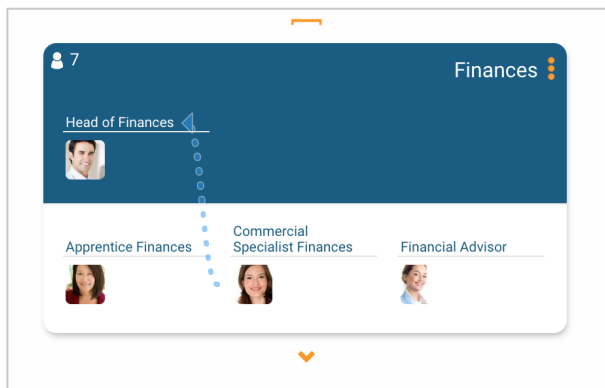 7
Finances
Head of Finances
Apprentice Finances
Commercial
Specialist Finances
Financial Advisor